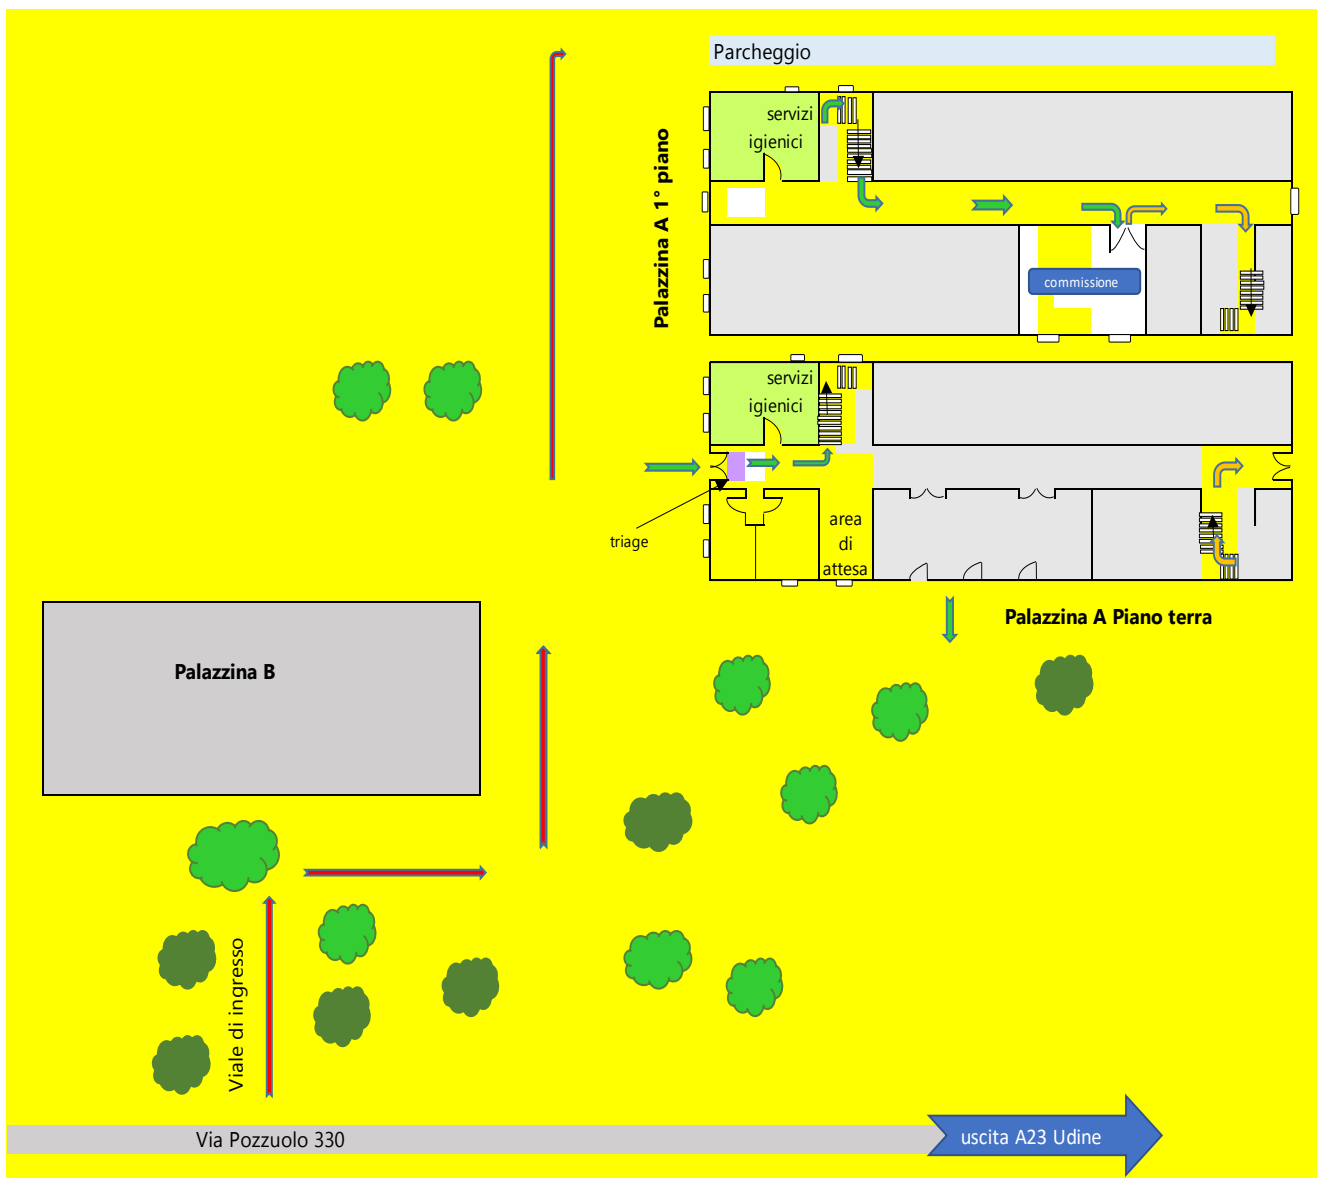 Parcheggio
servizi
igienici
Palazzina A 1° piano
commissione
servizi
igienici
triage
area
di
attesa
Palazzina A Piano terra
Palazzina B
Viale di ingresso
Via Pozzuolo 330
uscita A23 Udine